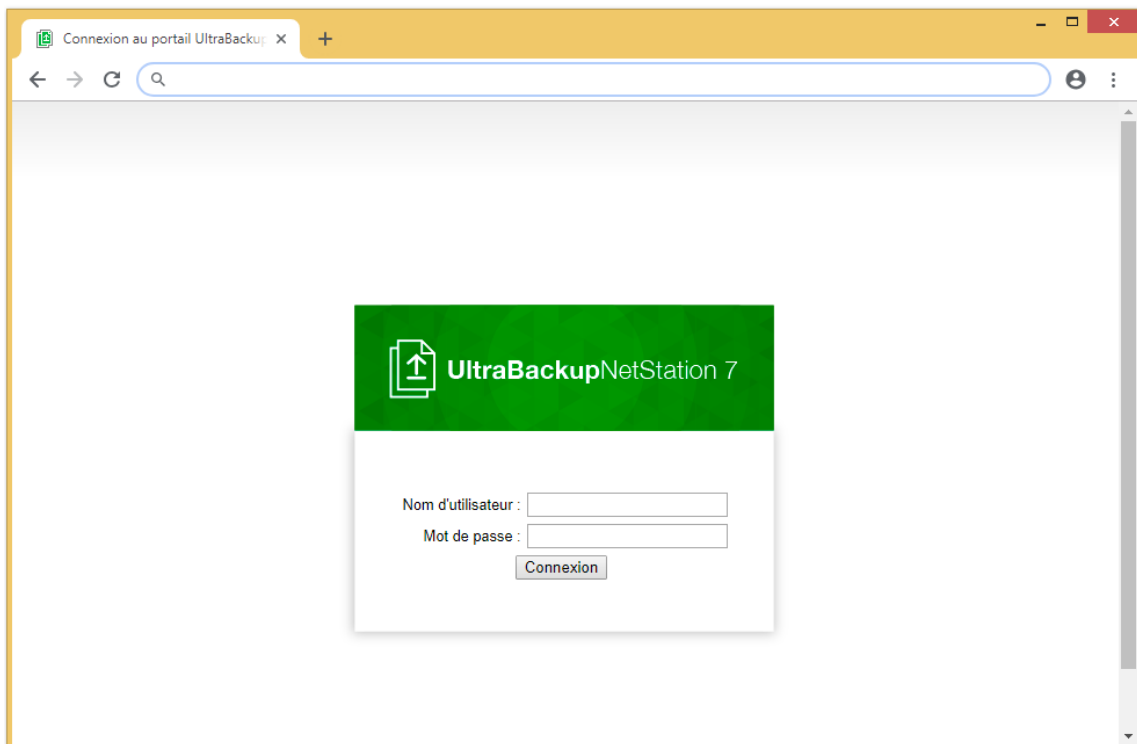 Connexion au portail UltraBackup
UltraBackupNetStation 7
Nom d'utilisateur :
Mot de passe :
Connexion